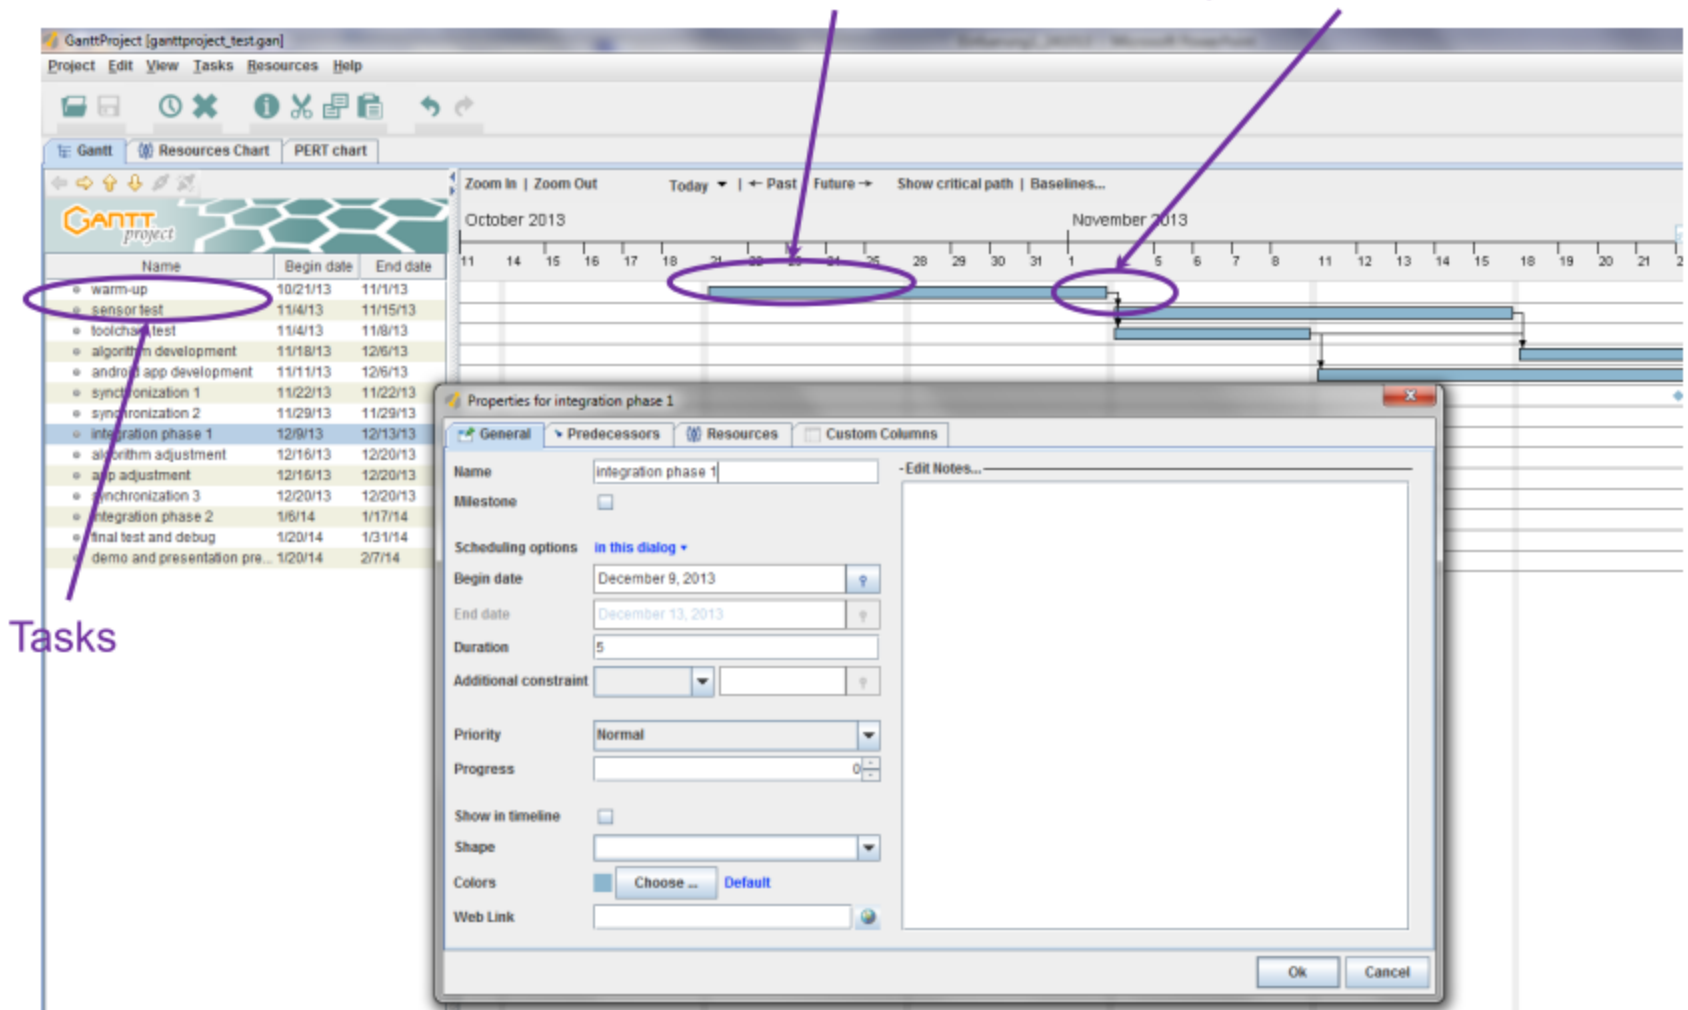 GanttProject [ganttproject_test.gan]
Project Edit View Tasks Resources Help
Gantt Resources Chart PERT chart
Zoom In | Zoom Out Today | ← Past Future → Show critical path | Baselines...
GANTT project
October 2013 November 2013
11 14 15 16 17 18 21 22 23 24 25 28 29 30 31 1 5 6 7 8 11 12 13 14 15 18 19 20 21 2
Name Begin date End date
warm-up 10/21/13 11/1/13
sensor test 11/4/13 11/15/13
toolchain test 11/4/13 11/8/13
algorithm development 11/18/13 12/6/13
android app development 11/11/13 12/6/13
synchronization 1 11/22/13 11/22/13
synchronization 2 11/29/13 11/29/13
integration phase 1 12/9/13 12/13/13
algorithm adjustment 12/16/13 12/20/13
app adjustment 12/16/13 12/20/13
synchronization 3 12/20/13 12/20/13
integration phase 2 1/6/14 1/17/14
final test and debug 1/20/14 1/31/14
demo and presentation pre... 1/20/14 2/7/14
Tasks
Properties for integration phase 1
General Predecessors Resources Custom Columns
Name integration phase 1
Edit Notes...
Milestone
Scheduling options in this dialog
Begin date December 9, 2013
End date December 13, 2013
Duration 5
Additional constraint
Priority Normal
Progress 0
Show in timeline
Shape
Colors Choose ... Default
Web Link
Ok Cancel